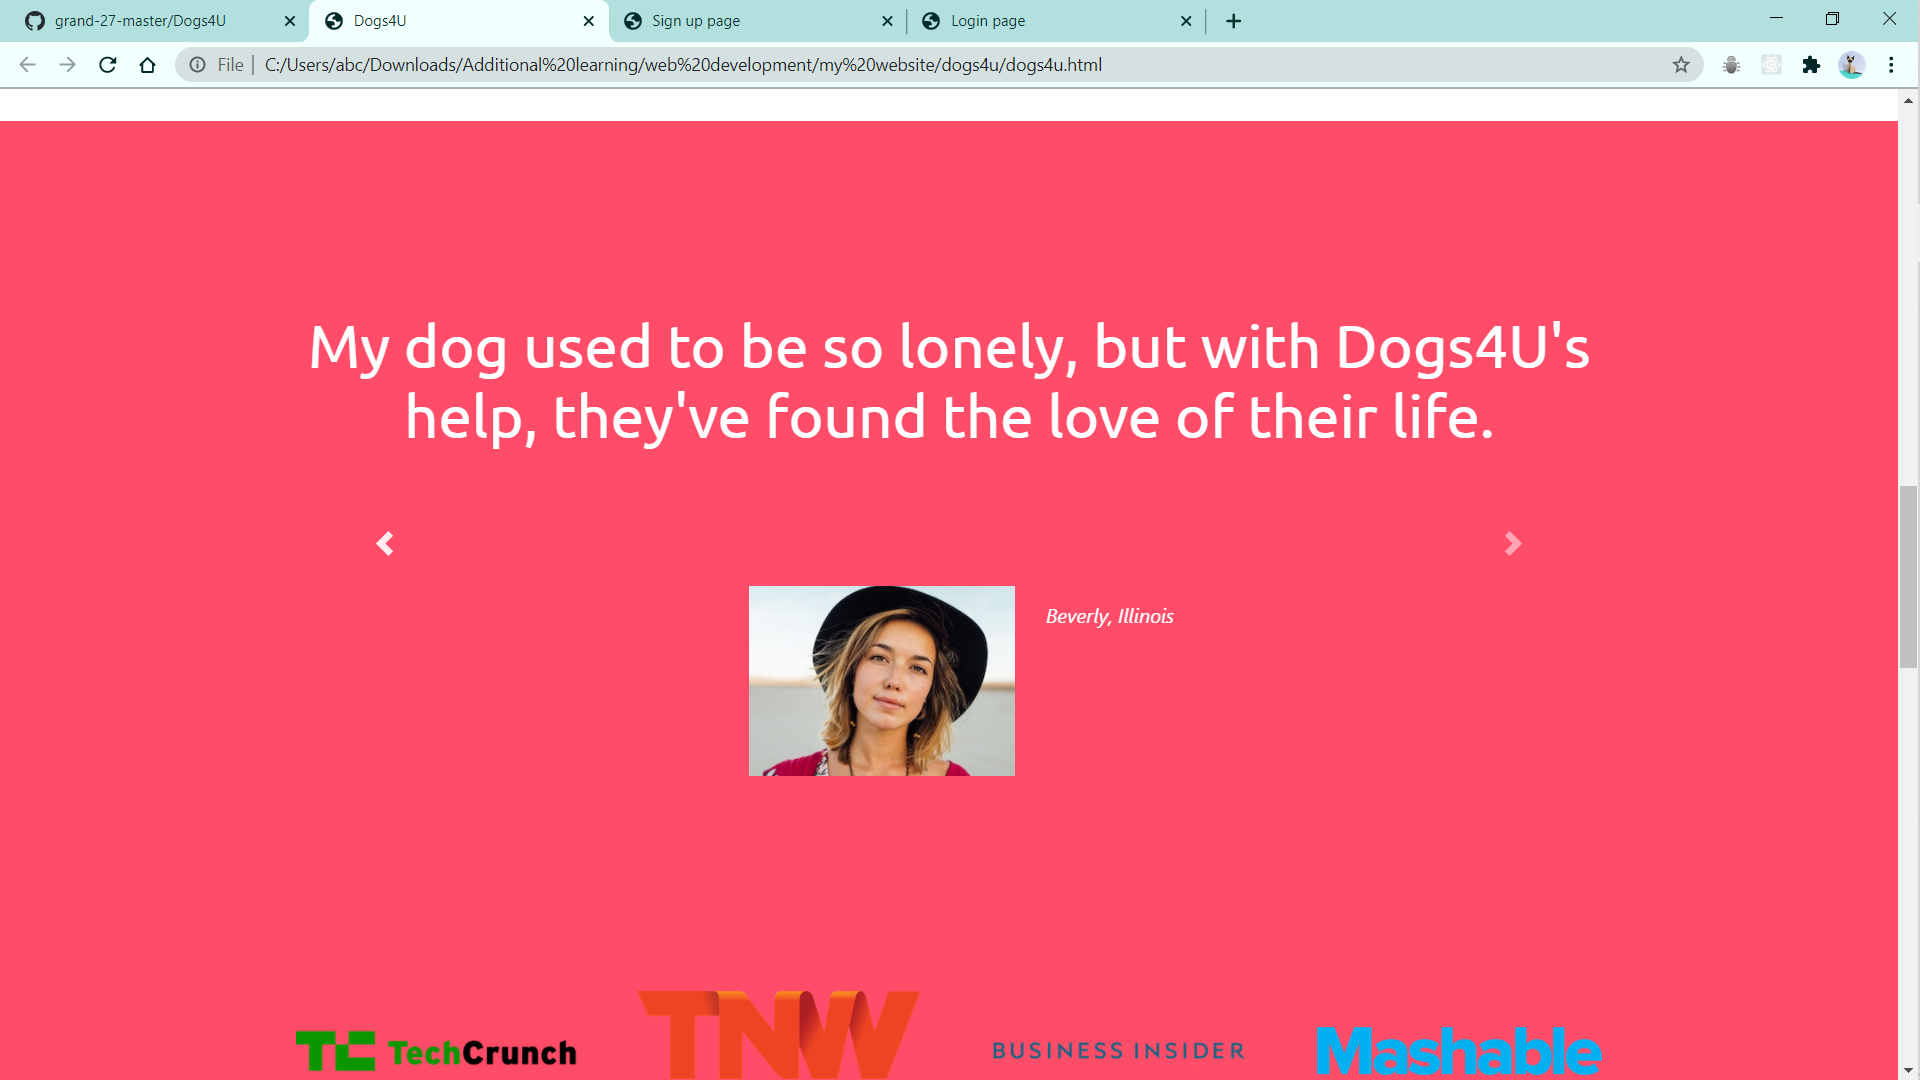 grand-27-master/Dogs4U
Dogs4U
Sign up page
Login page
File | C:/Users/abc/Downloads/Additional%20learning/web%20development/my%20website/dogs4u/dogs4u.html
My dog used to be so lonely, but with Dogs4U's
help, they've found the love of their life.
Beverly, Illinois
TC TechCrunch
TNW
BUSINESS INSIDER
Mashable